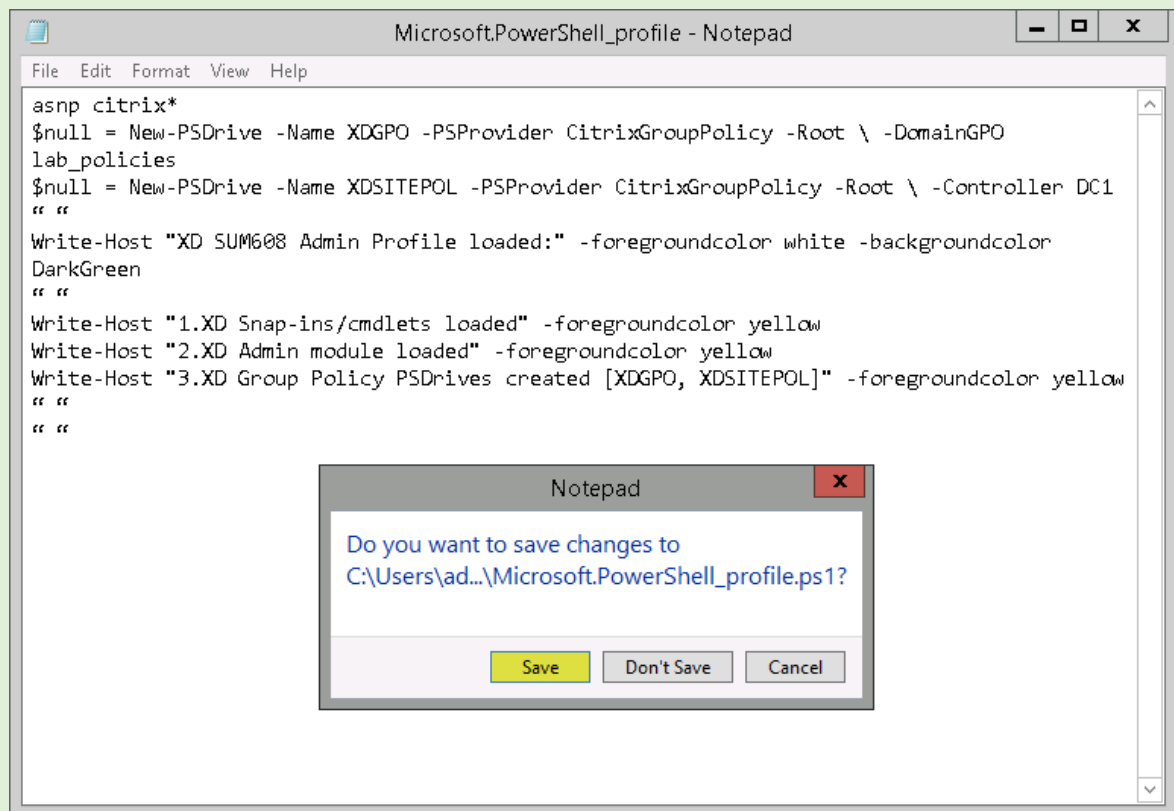 Microsoft.PowerShell_profile - Notepad
File Edit Format View Help
asnp citrix*
$null = New-PSDrive -Name XDGPO -PSProvider CitrixGroupPolicy -Root \ -DomainGPO
lab_policies
$null = New-PSDrive -Name XDSITEPOL -PSProvider CitrixGroupPolicy -Root \ -Controller DC1
“ “
Write-Host "XD SUM608 Admin Profile loaded:" -foregroundcolor white -backgroundcolor
DarkGreen
“ “
Write-Host "1.XD Snap-ins/cmdlets loaded" -foregroundcolor yellow
Write-Host "2.XD Admin module loaded" -foregroundcolor yellow
Write-Host "3.XD Group Policy PSDrives created [XDGPO, XDSITEPOL]" -foregroundcolor yellow
“ “
“ “
Notepad
Do you want to save changes to
C:\Users\ad...\Microsoft.PowerShell_profile.ps1?
Save Don't Save Cancel